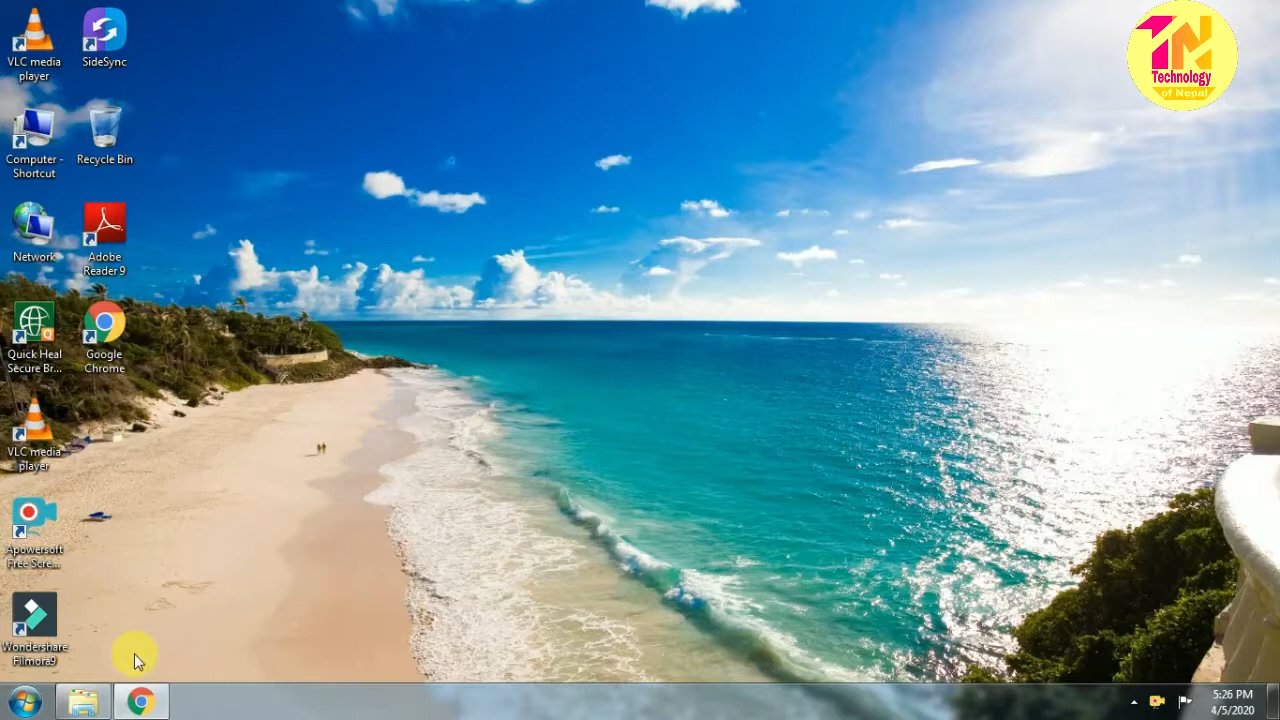 VLC media
player
SideSync
Computer -
Shortcut
Recycle Bin
Network
Adobe
Reader 9
Quick Heal
Secure Br...
Google
Chrome
VLC media
player
Apowersoft
Free Scre...
Wondershare
Filmora9
TN
Technology
of Nepal
5:26 PM
4/5/2020